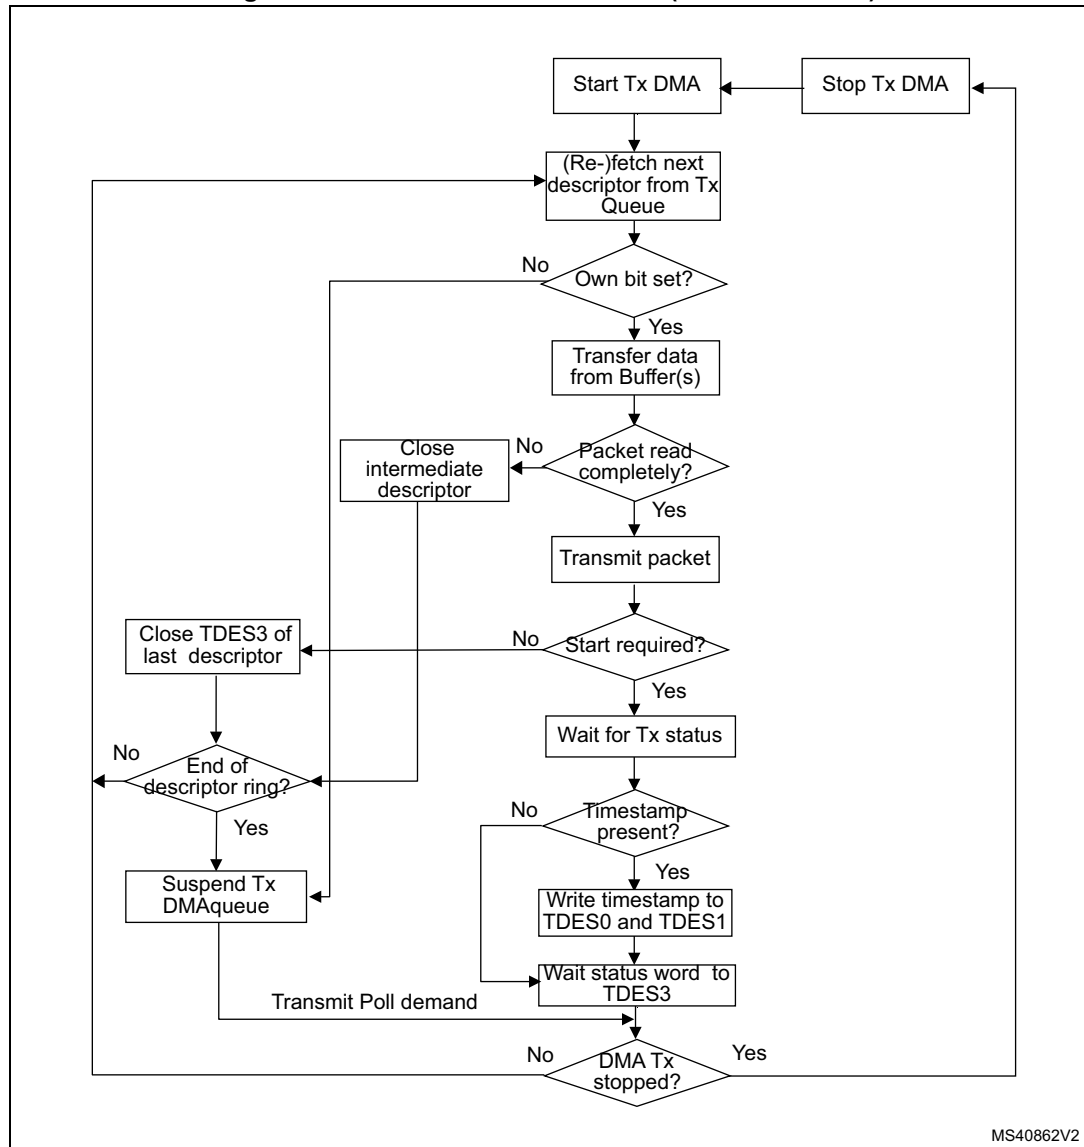 Start Tx DMA
Stop Tx DMA
(Re-)fetch next
descriptor from Tx
Queue
No
Own bit set?
Yes
Transfer data
from Buffer(s)
Close
intermediate
descriptor
No
Packet read
completely?
Yes
Transmit packet
Close TDES3 of
last descriptor
No
Start required?
Yes
Wait for Tx status
No
End of
descriptor ring?
Yes
No
Timestamp
present?
Yes
Suspend Tx
DMAqueue
Write timestamp to
TDES0 and TDES1
Wait status word to
TDES3
Transmit Poll demand
No
DMA Tx
stopped?
Yes
MS40862V2